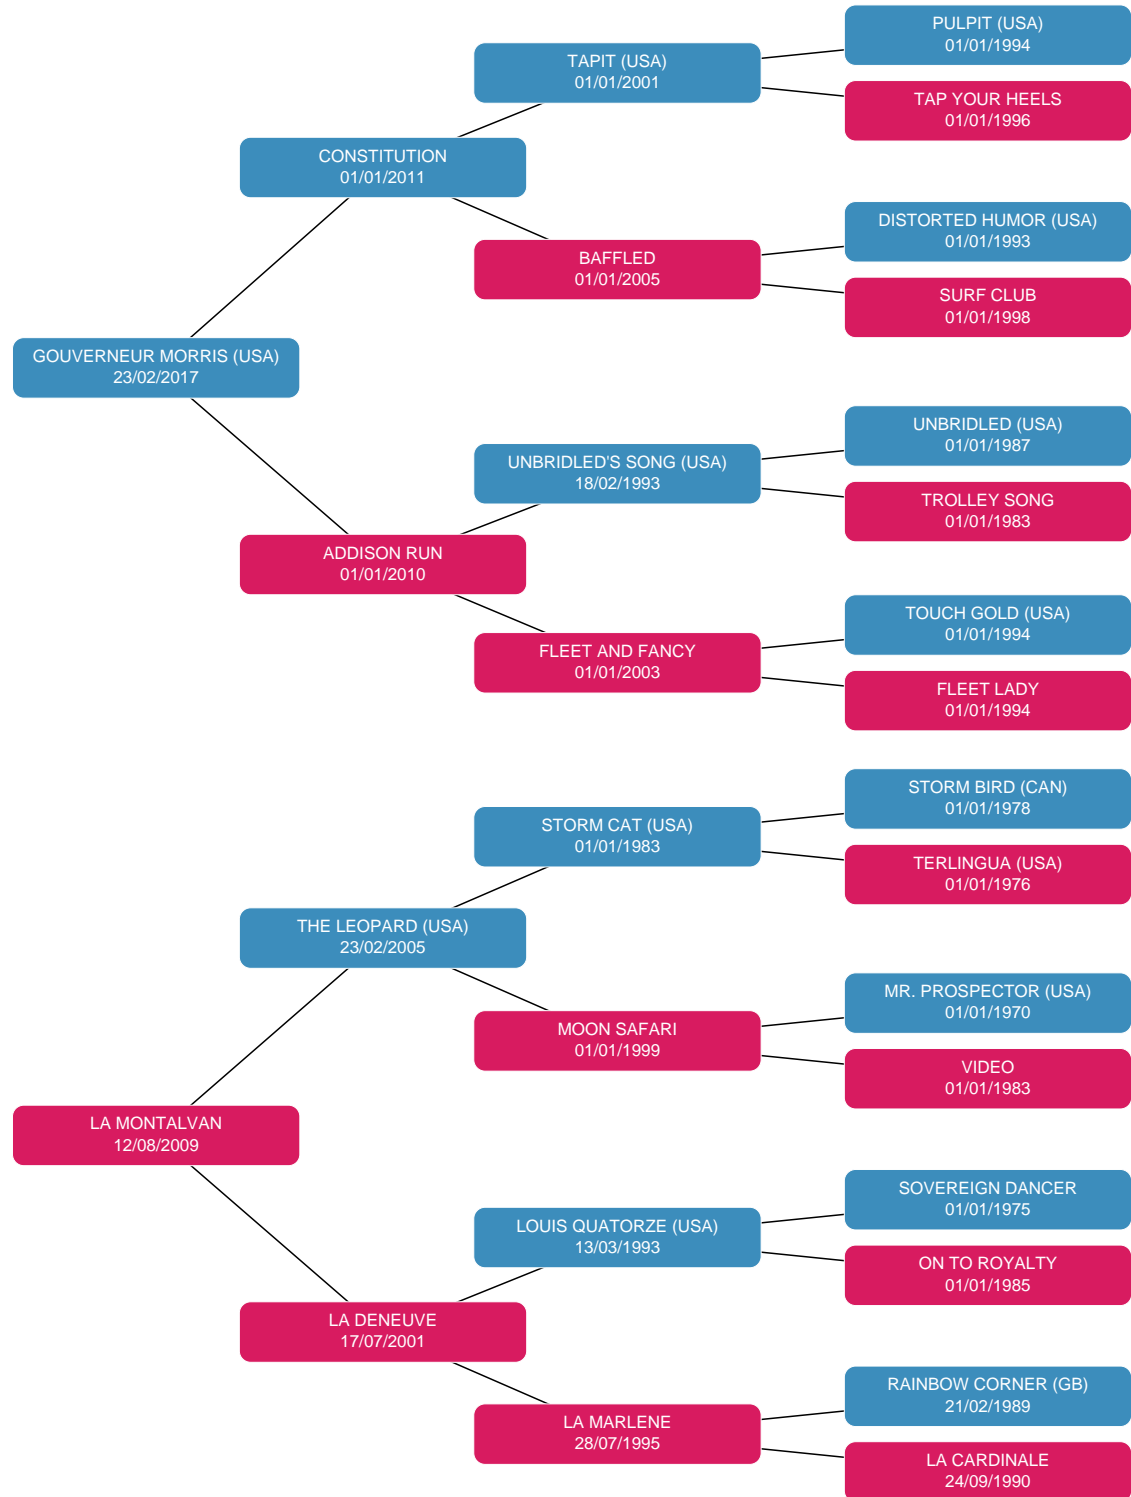 PULPIT (USA)
01/01/1994
TAPIT (USA)
01/01/2001
TAP YOUR HEELS
01/01/1996
CONSTITUTION
01/01/2011
DISTORTED HUMOR (USA)
01/01/1993
BAFFLED
01/01/2005
SURF CLUB
01/01/1998
GOUVERNEUR MORRIS (USA)
23/02/2017
UNBRIDLED (USA)
01/01/1987
UNBRIDLED'S SONG (USA)
18/02/1993
TROLLEY SONG
01/01/1983
ADDISON RUN
01/01/2010
TOUCH GOLD (USA)
01/01/1994
FLEET AND FANCY
01/01/2003
FLEET LADY
01/01/1994
STORM BIRD (CAN)
01/01/1978
STORM CAT (USA)
01/01/1983
TERLINGUA (USA)
01/01/1976
THE LEOPARD (USA)
23/02/2005
MR. PROSPECTOR (USA)
01/01/1970
MOON SAFARI
01/01/1999
VIDEO
01/01/1983
LA MONTALVAN
12/08/2009
SOVEREIGN DANCER
01/01/1975
LOUIS QUATORZE (USA)
13/03/1993
ON TO ROYALTY
01/01/1985
LA DENEUVE
17/07/2001
RAINBOW CORNER (GB)
21/02/1989
LA MARLENE
28/07/1995
LA CARDINALE
24/09/1990